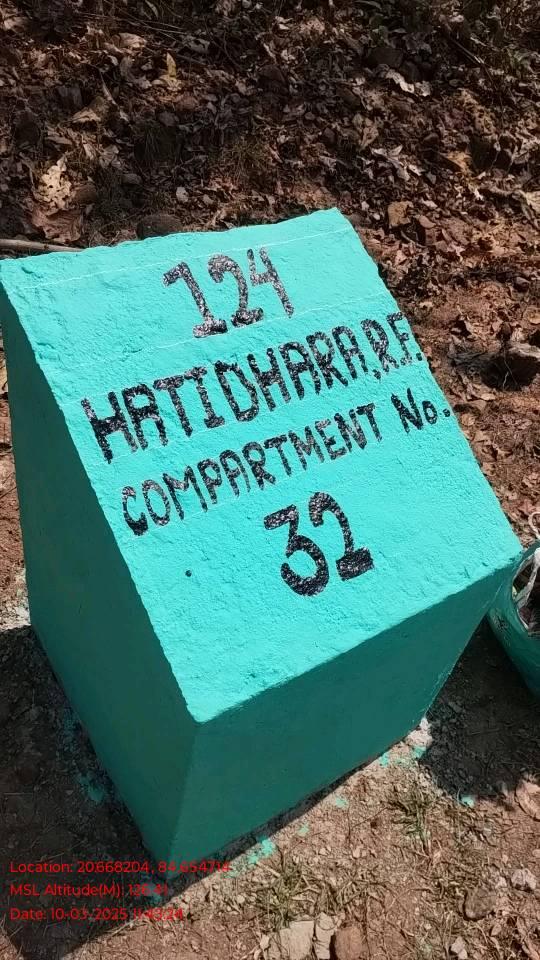 124
HATIDHARA, R.F.
COMPARTMENT No.
32
Location: 20.668204, 84.654714
MSL Altitude(M): 126.41
Date: 10-03-2025 11:43:24